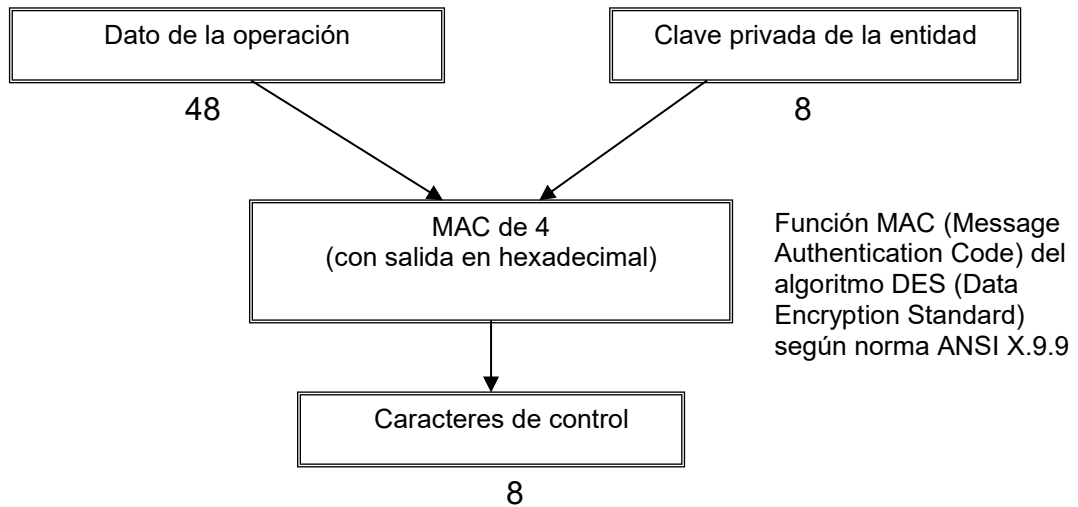 Dato de la operación
Clave privada de la entidad
48
8
MAC de 4
(con salida en hexadecimal)
Función MAC (Message
Authentication Code) del
algoritmo DES (Data
Encryption Standard)
según norma ANSI X.9.9
Caracteres de control
8